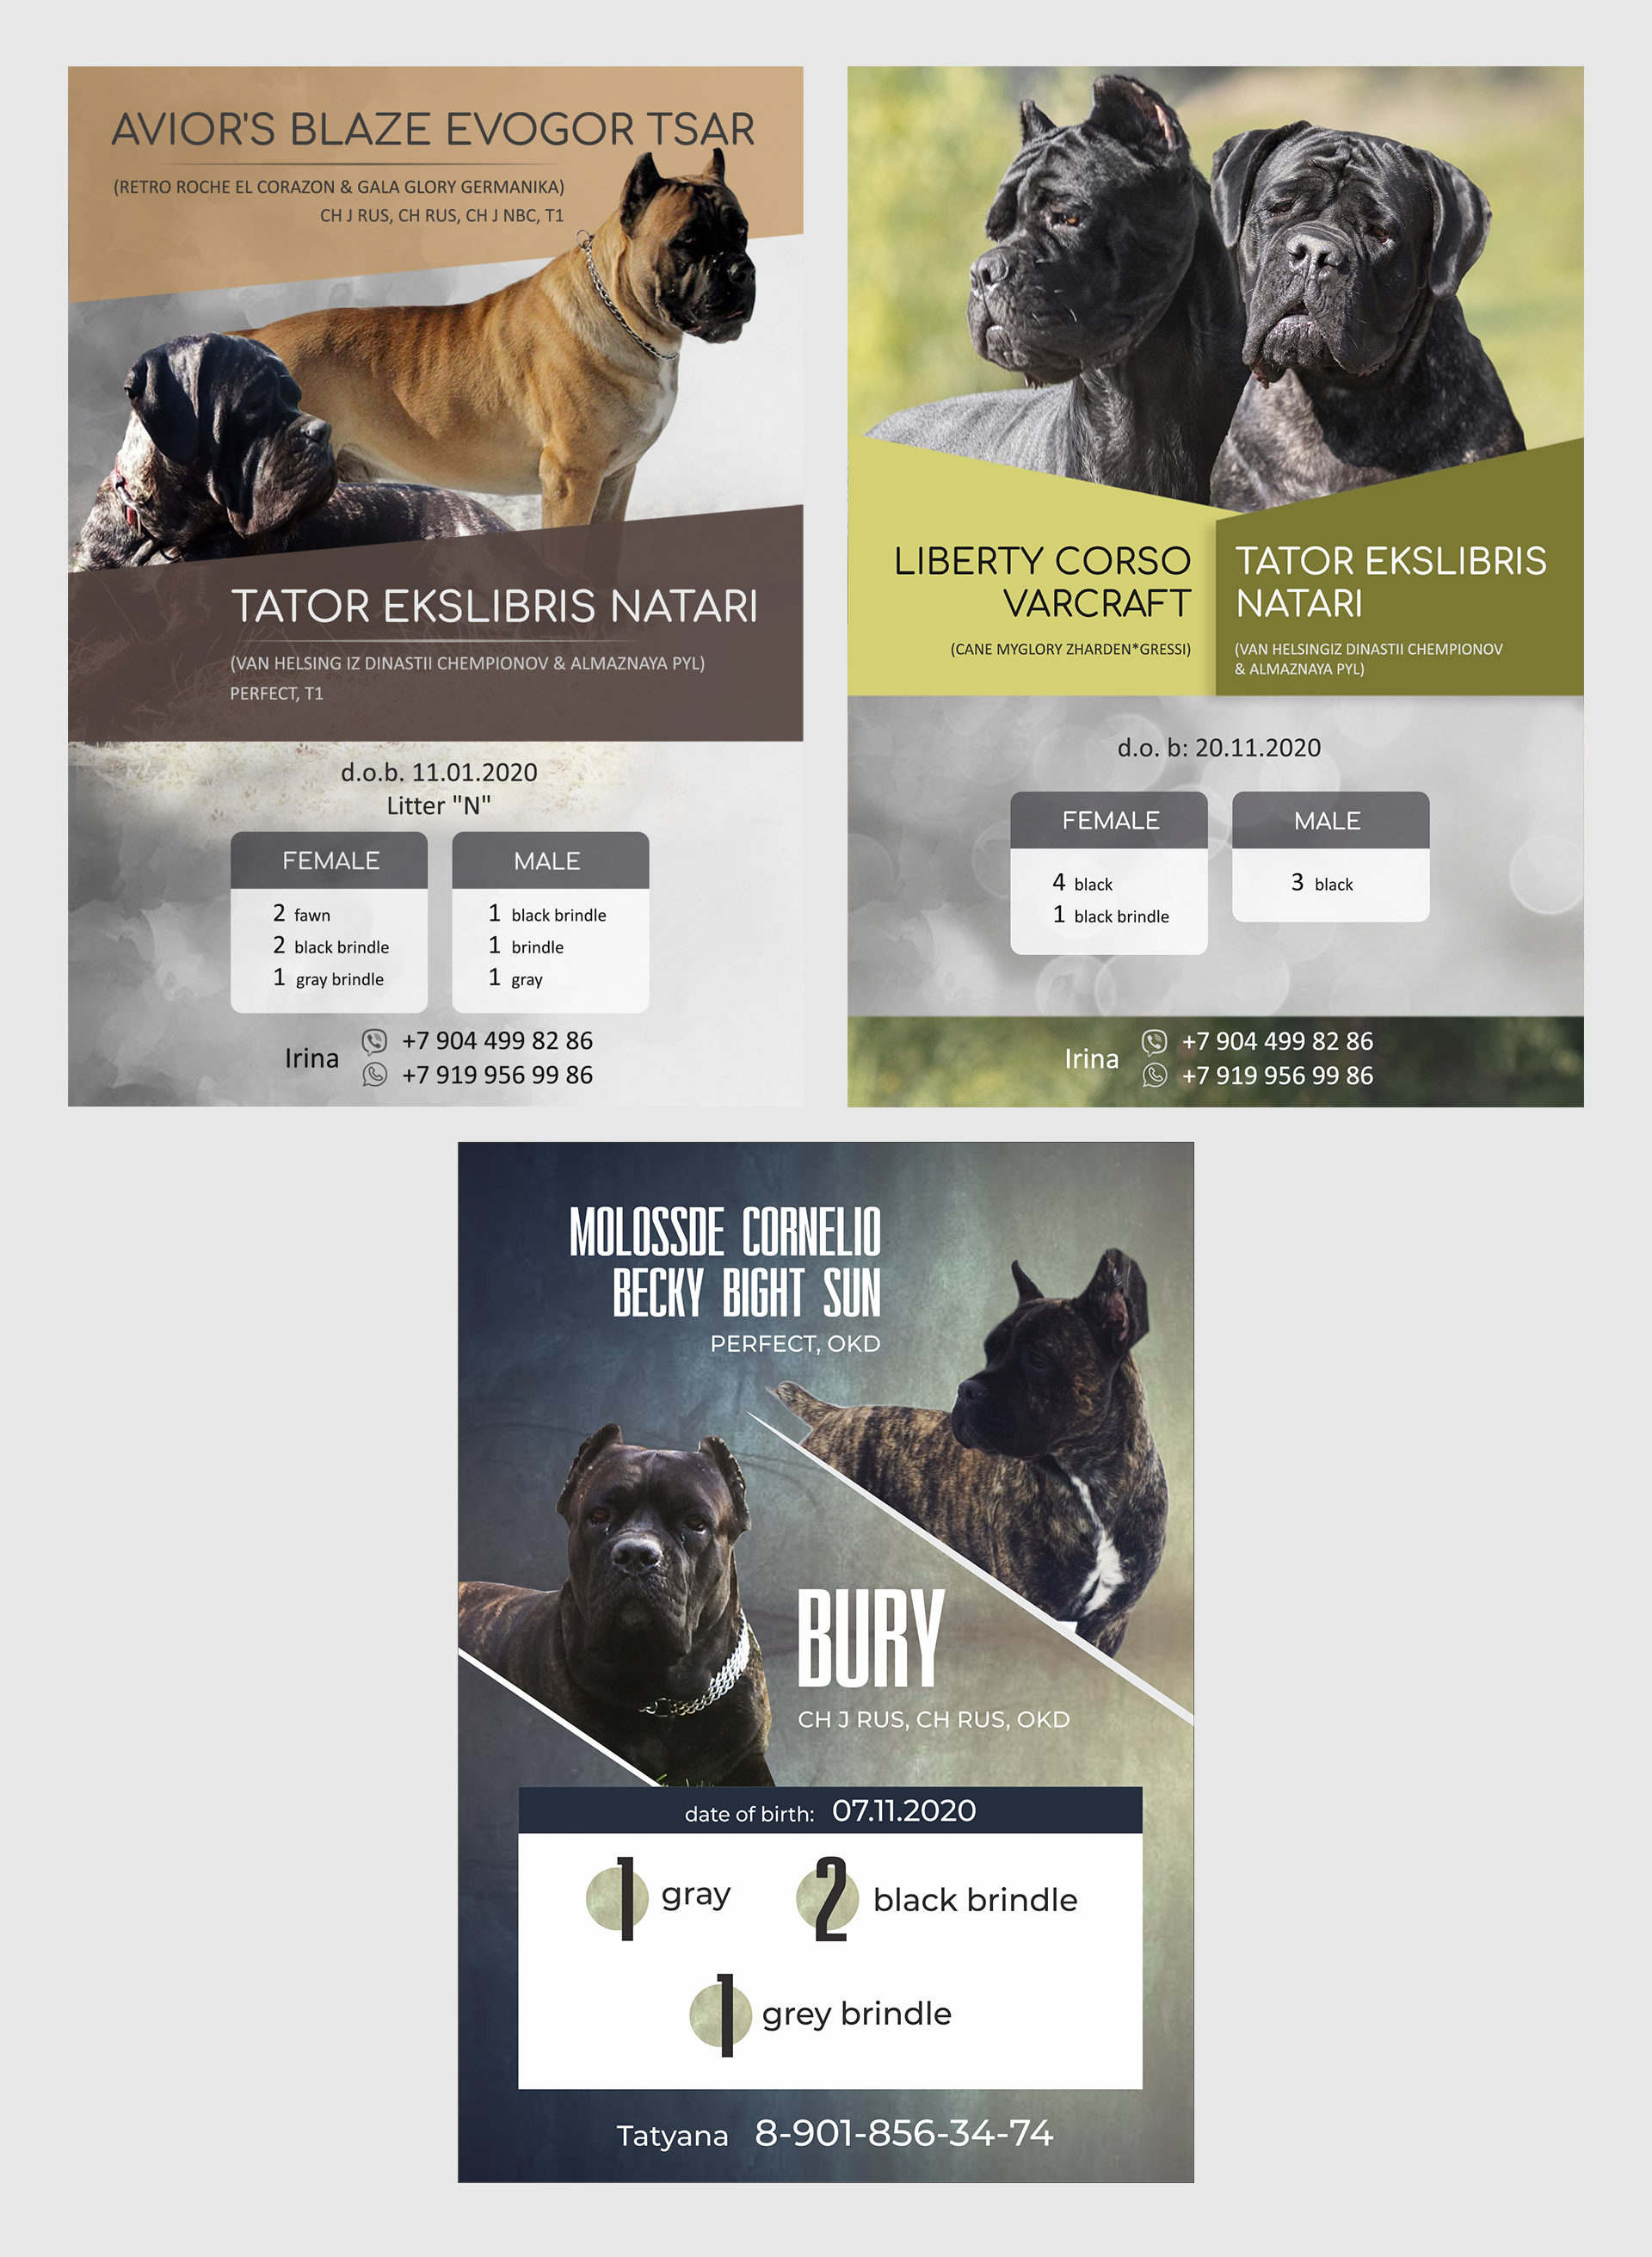 AVIOR'S BLAZE EVOGOR TSAR
(RETRO ROCHE EL CORAZON & GALA GLORY GERMANIKA)
CH J RUS, CH RUS, CH J NBC, T1
TATOR EKSLIBRIS NATARI
(VAN HELSING IZ DINASTII CHEMPIONOV & ALMAZNAYA PYL)
PERFECT, T1
d.o.b. 11.01.2020
Litter "N"
FEMALE
2 fawn
2 black brindle
1 gray brindle
MALE
1 black brindle
1 brindle
1 gray
Irina
+7 904 499 82 86
+7 919 956 99 86
LIBERTY CORSO
VARCRAFT
(CANE MYGLORY ZHARDEN*GRESSI)
TATOR EKSLIBRIS
NATARI
(VAN HELSINGIZ DINASTII CHEMPIONOV
& ALMAZNAYA PYL)
d.o. b: 20.11.2020
FEMALE
4 black
1 black brindle
MALE
3 black
Irina
+7 904 499 82 86
+7 919 956 99 86
MOLOSSDE CORNELIO
BECKY BIGHT SUN
PERFECT, OKD
BURY
CH J RUS, CH RUS, OKD
date of birth: 07.11.2020
1 gray
2 black brindle
1 grey brindle
Tatyana 8-901-856-34-74